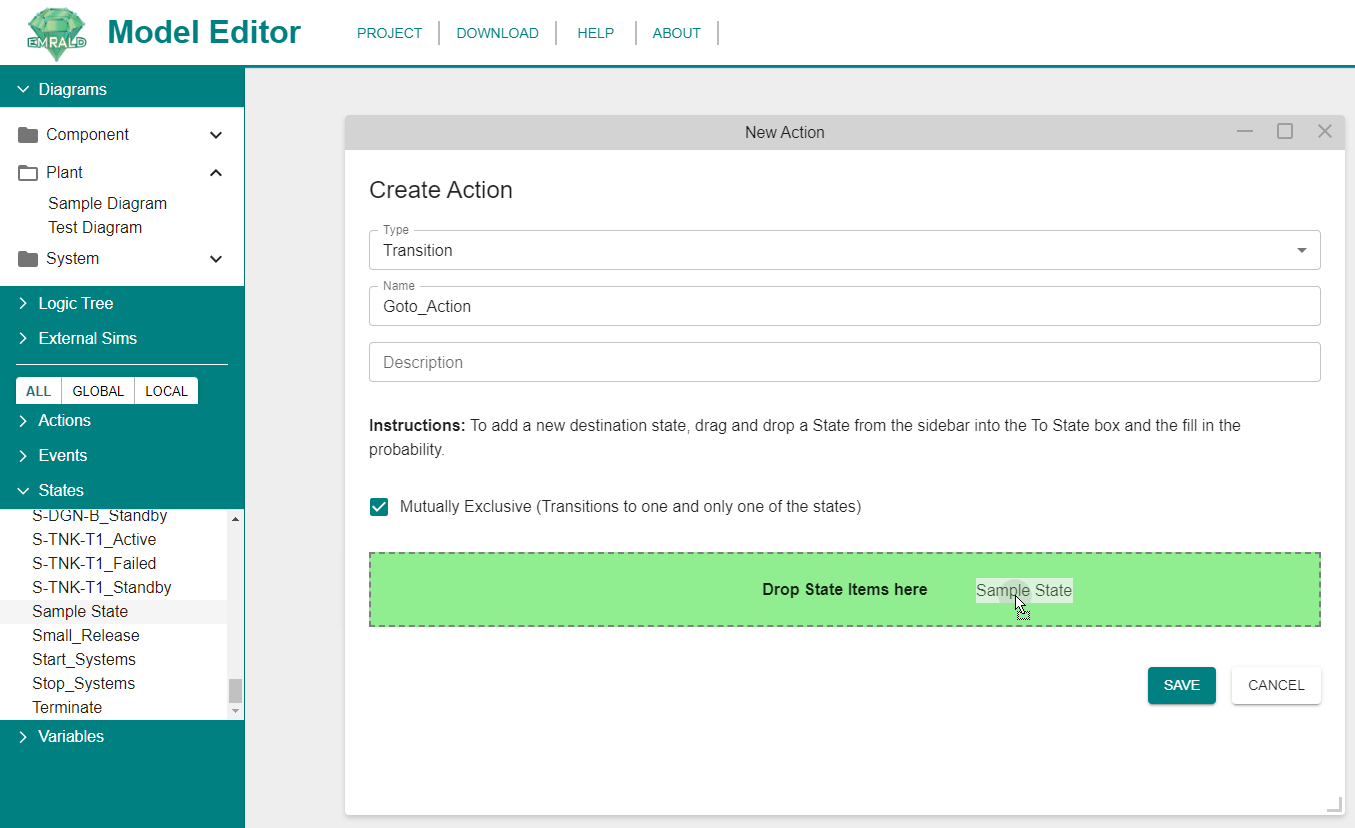 EMRALD
Model Editor
PROJECT
DOWNLOAD
HELP
ABOUT
Diagrams
Component
Plant
Sample Diagram
Test Diagram
System
Logic Tree
External Sims
ALL
GLOBAL
LOCAL
Actions
Events
States
S-DGN-B_Standby
S-TNK-T1_Active
S-TNK-T1_Failed
S-TNK-T1_Standby
Sample State
Small_Release
Start_Systems
Stop_Systems
Terminate
Variables
New Action
Create Action
Type
Transition
Name
Goto_Action
Description
Instructions: To add a new destination state, drag and drop a State from the sidebar into the To State box and the fill in the
probability.
Mutually Exclusive (Transitions to one and only one of the states)
Drop State Items here
Sample State
SAVE
CANCEL